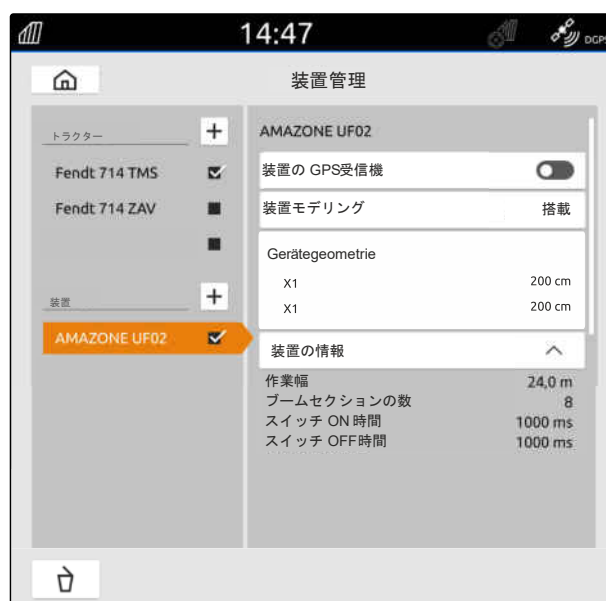 14:47
DGPS
装置管理
トラクター
Fendt 714 TMS
Fendt 714 ZAV
装置
AMAZONE UF02
AMAZONE UF02
装置の GPS受信機
装置モデリング 搭載
Gerätegeometrie
X1 200 cm
X1 200 cm
装置の情報
作業幅 24,0 m
ブームセクションの数 8
スイッチ ON 時間 1000 ms
スイッチ OFF時間 1000 ms